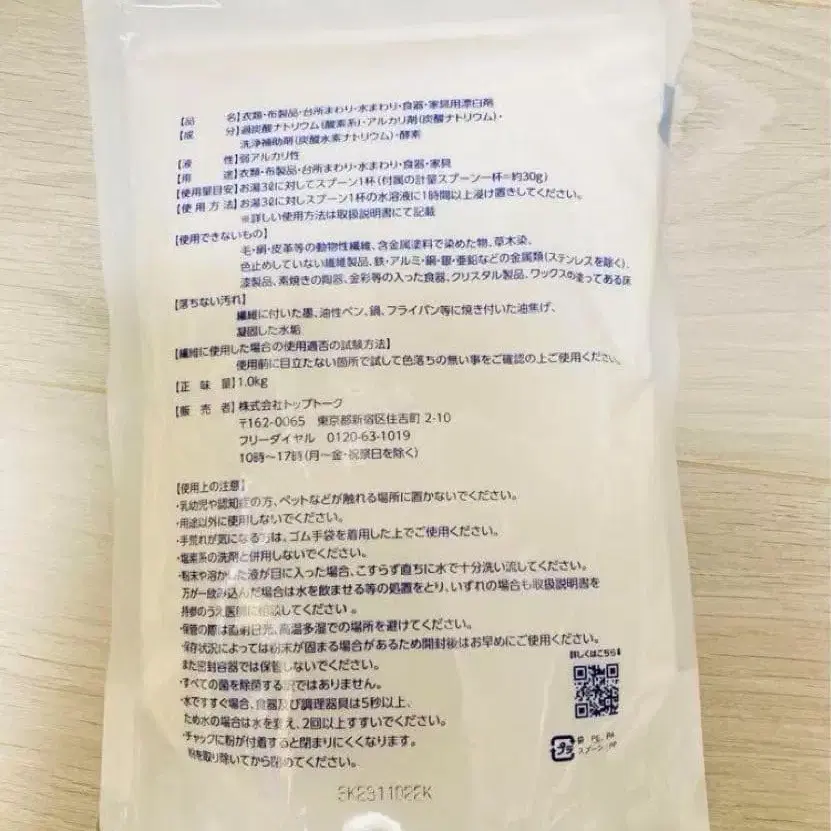 【品　　名】衣類・布製品・台所まわり・水まわり・食器・家具用漂白剤
【成　　分】過炭酸ナトリウム(酸素系)・アルカリ剤(炭酸ナトリウム)・
洗浄補助剤(炭酸水素ナトリウム)・酵素
【液　　性】弱アルカリ性
【用　　途】衣類・布製品・台所まわり・水まわり・食器・家具
【使用量目安】お湯3ℓに対してスプーン1杯(付属の計量スプーン一杯=約30g)
【使用方法】お湯3ℓに対しスプーン1杯の水溶液に1時間以上浸け置きしてください。
※詳しい使用方法は取扱説明書にて記載
【使用できないもの】
毛・絹・皮革等の動物性繊維、含金属塗料で染めた物、草木染、
色止めしていない繊維製品、鉄・アルミ・銅・銀・亜鉛などの金属類(ステンレスを除く)、
漆製品、素焼きの陶器、金彩等の入った食器、クリスタル製品、ワックスの塗ってある床
【落ちない汚れ】
繊維に付いた墨、油性ペン、鍋、フライパン等に焼き付いた油焦げ、
凝固した水垢
【繊維に使用した場合の使用適否の試験方法】
使用前に目立たない箇所で試して色落ちの無い事をご確認の上ご使用ください。
【正　味　量】1.0kg
【販　売　者】株式会社トップトーク
〒162-0065　東京都新宿区住吉町2-10
フリーダイヤル　0120-63-1019
10時〜17時(月〜金・祝祭日を除く)
【使用上の注意】
・乳幼児や認知症の方、ペットなどが触れる場所に置かないでください。
・用途以外に使用しないでください。
・手荒れが気になる方は、ゴム手袋を着用した上でご使用ください。
・塩素系の洗剤と併用しないでください。
・粉末や溶かした液が目に入った場合、こすらず直ちに水で十分洗い流してください。
万が一飲み込んだ場合は水を飲ませる等の処置をとり、いずれの場合も取扱説明書を
持参のうえ医師に相談してください。
・保管の際は直射日光、高温多湿での場所を避けてください。
・保存状況によっては粉末が固まる場合があるため開封後はお早めにご使用ください。
また密封容器では保管しないでください。
・すべての菌を除菌する訳ではありません。
・水ですすぐ場合、食器及び調理器具は5秒以上、
ため水の場合は水を変え、2回以上すすいでください。
・チャックに粉が付着すると閉まりにくくなります。
粉を取り除いてから閉めてください。
詳しくはこちら⬇
プラ
袋：PE, PA
スプーン：PP